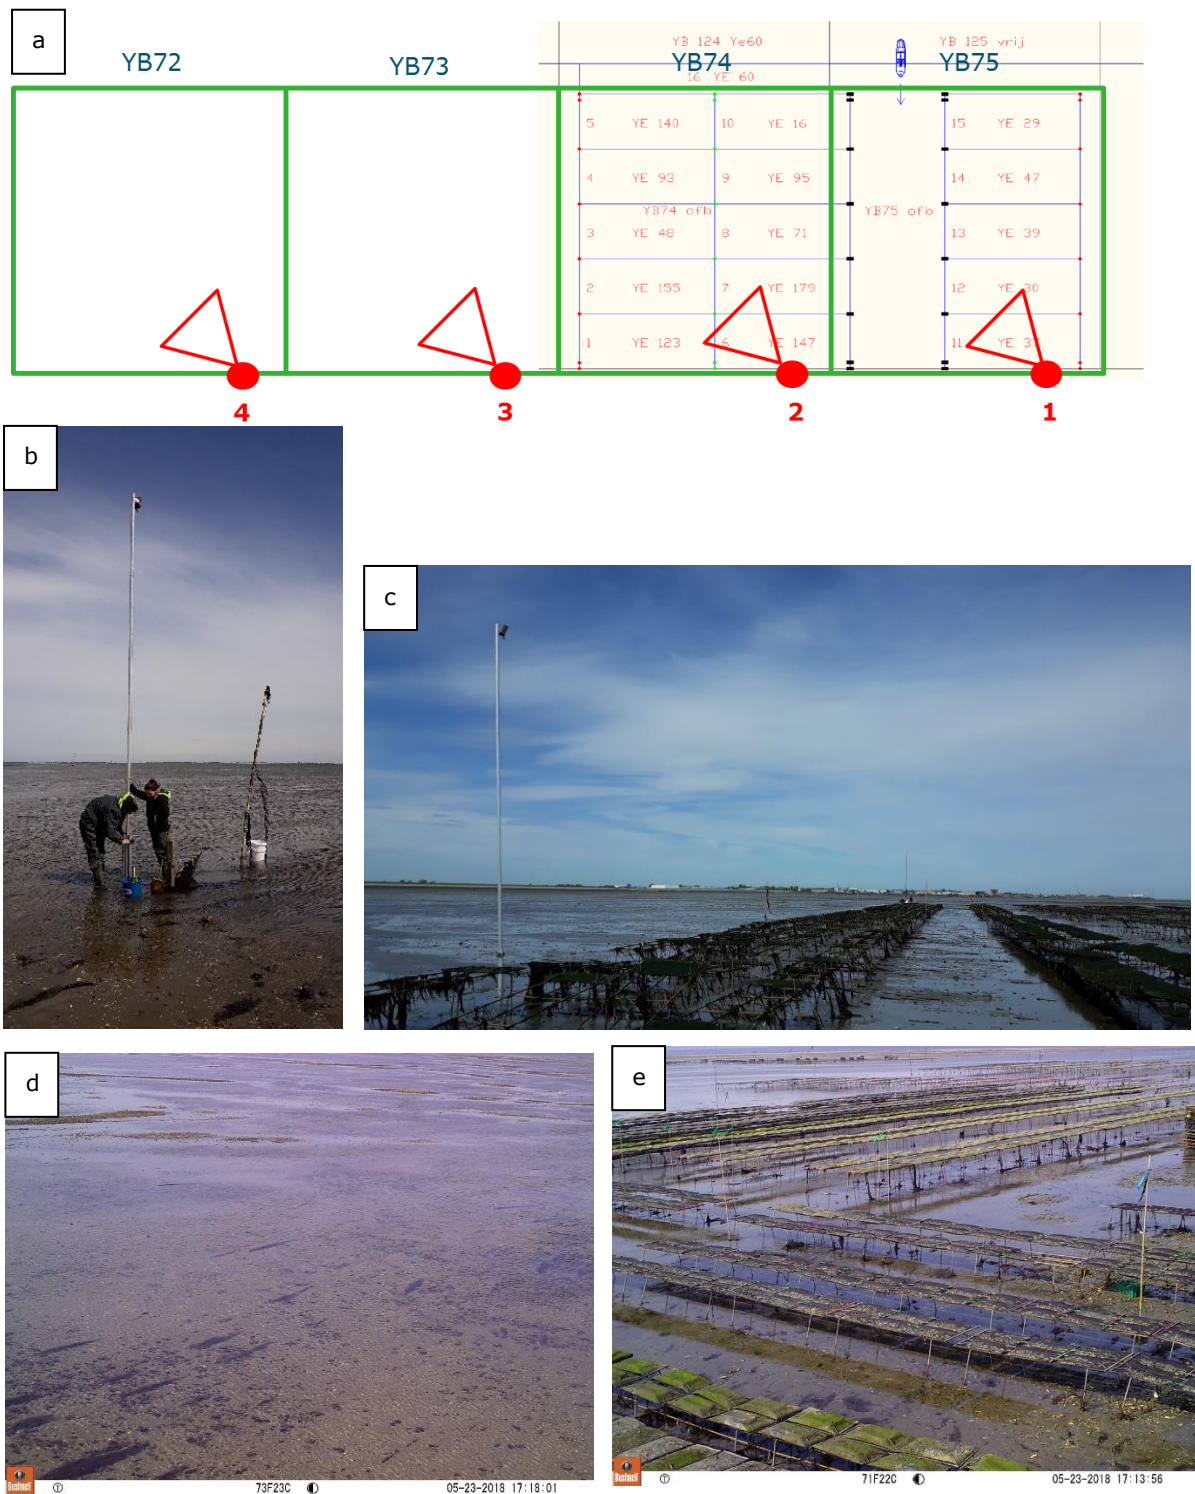 a
YB72
YB73
YB74
YB75
YB 124 Ye60
YB 125 vrij
16 YE 60
5 YE 140
10 YE 16
15 YE 29
4 YE 93
9 YE 95
14 YE 47
YB74 ofb
YB75 ofb
3 YE 48
8 YE 71
13 YE 39
2 YE 155
7 YE 179
12 YE 30
1 YE 123
6 YE 147
11 YE
4
3
2
1
b
c
d
e
Bushnell
73F23C
05-23-2018 17:18:01
Bushnell
71F22C
05-23-2018 17:13:56